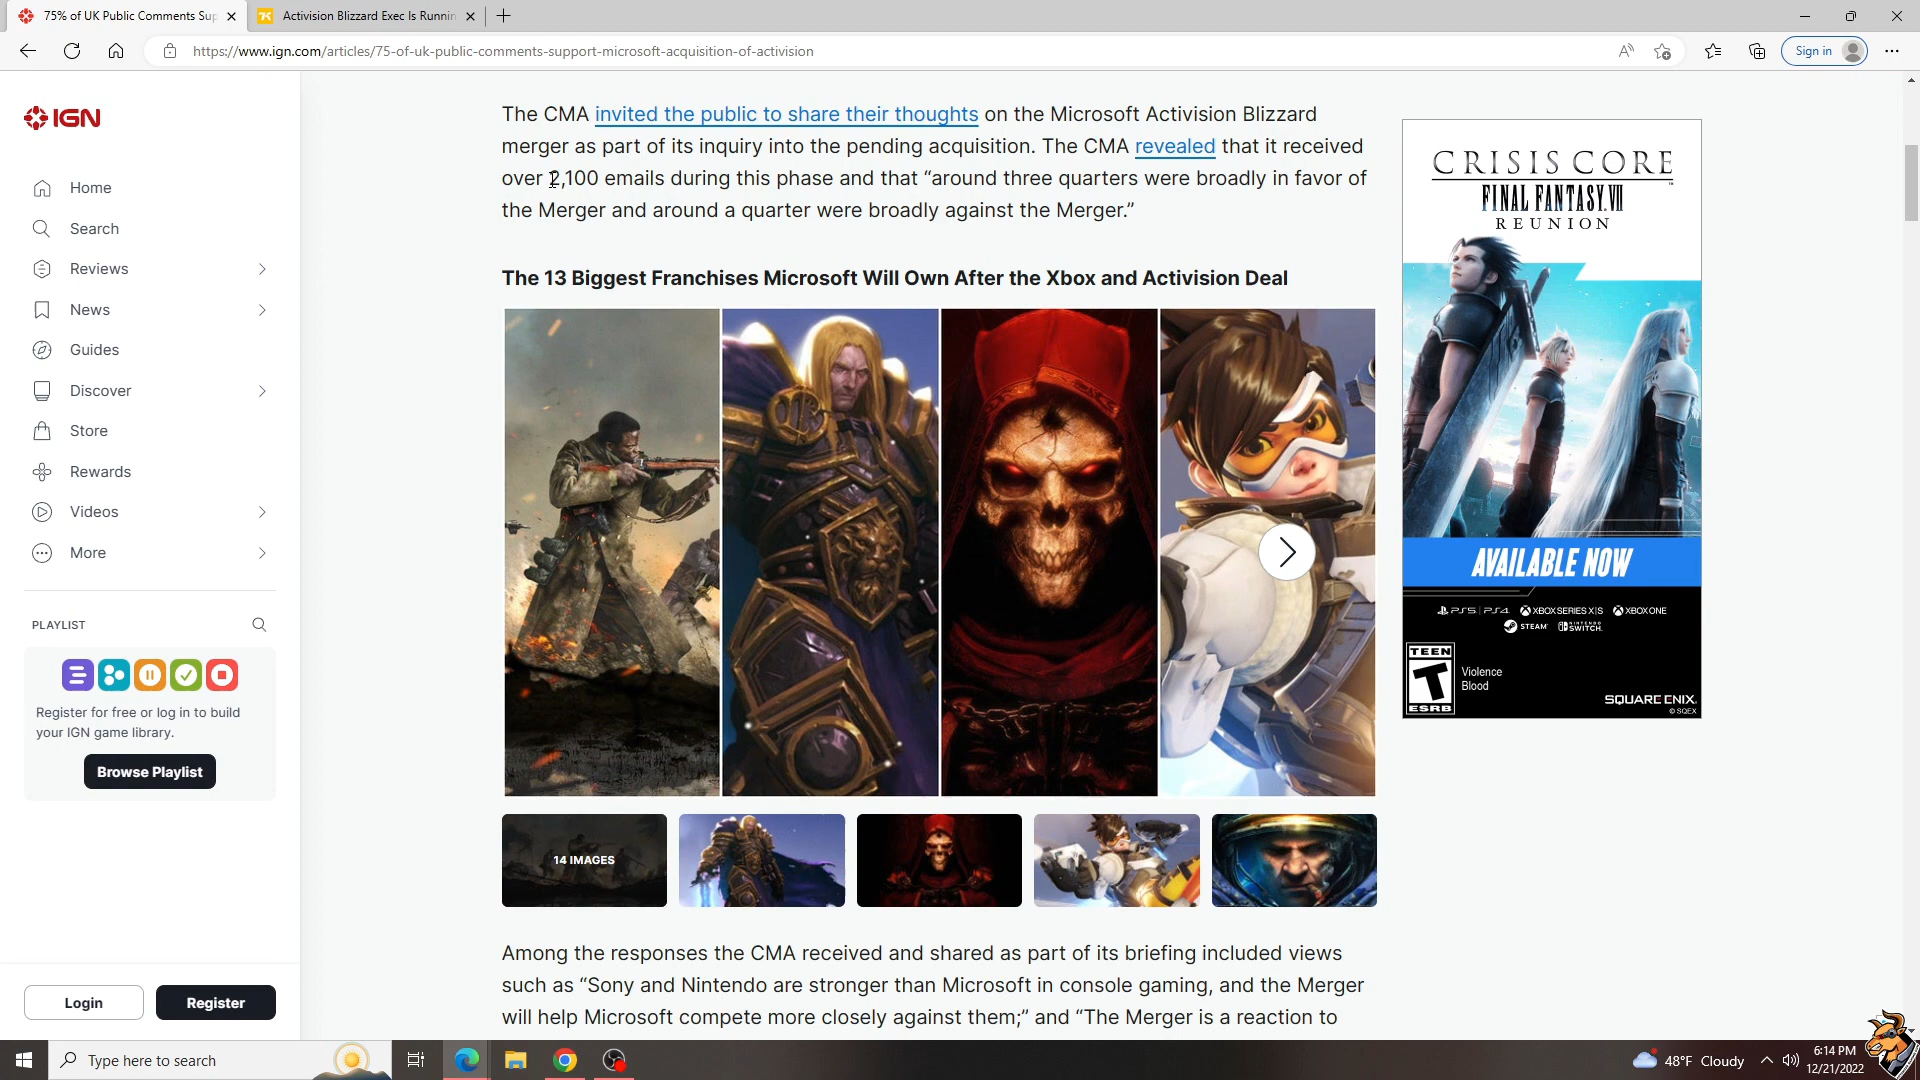 75% of UK Public Comments Sup
Activision Blizzard Exec Is Runnin
https://www.ign.com/articles/75-of-uk-public-comments-support-microsoft-acquisition-of-activision
Sign in
IGN
Home
Search
Reviews
News
Guides
Discover
Store
Rewards
Videos
More
PLAYLIST
Register for free or log in to build
your IGN game library.
Browse Playlist
Login
Register
The CMA invited the public to share their thoughts on the Microsoft Activision Blizzard
merger as part of its inquiry into the pending acquisition. The CMA revealed that it received
over 2,100 emails during this phase and that “around three quarters were broadly in favor of
the Merger and around a quarter were broadly against the Merger.”
The 13 Biggest Franchises Microsoft Will Own After the Xbox and Activision Deal
14 IMAGES
Among the responses the CMA received and shared as part of its briefing included views
such as “Sony and Nintendo are stronger than Microsoft in console gaming, and the Merger
will help Microsoft compete more closely against them;” and “The Merger is a reaction to
CRISIS CORE
FINAL FANTASY VII
REUNION
AVAILABLE NOW
PS5 | PS4 XBOX SERIES X|S XBOX ONE
STEAM NINTENDO SWITCH
TEEN
T
ESRB
Violence
Blood
SQUARE ENIX
© SQEX
Type here to search
48°F Cloudy
6:14 PM
12/21/2022